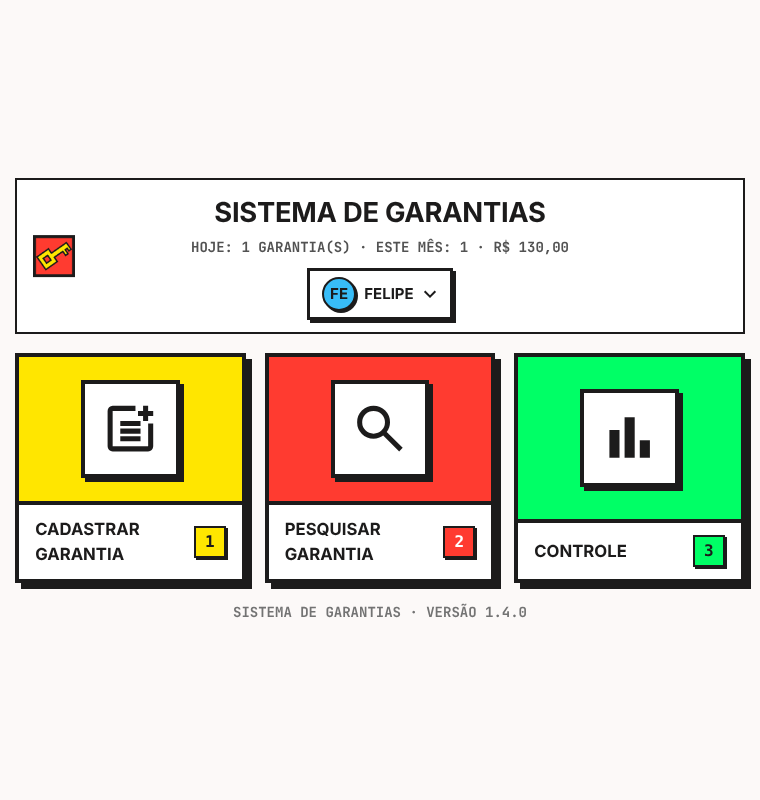 SISTEMA DE GARANTIAS
HOJE: 1 GARANTIA(S) · ESTE MÊS: 1 · R$ 130,00
FE FELIPE
CADASTRAR
GARANTIA
1
PESQUISAR
GARANTIA
2
CONTROLE
3
SISTEMA DE GARANTIAS · VERSÃO 1.4.0